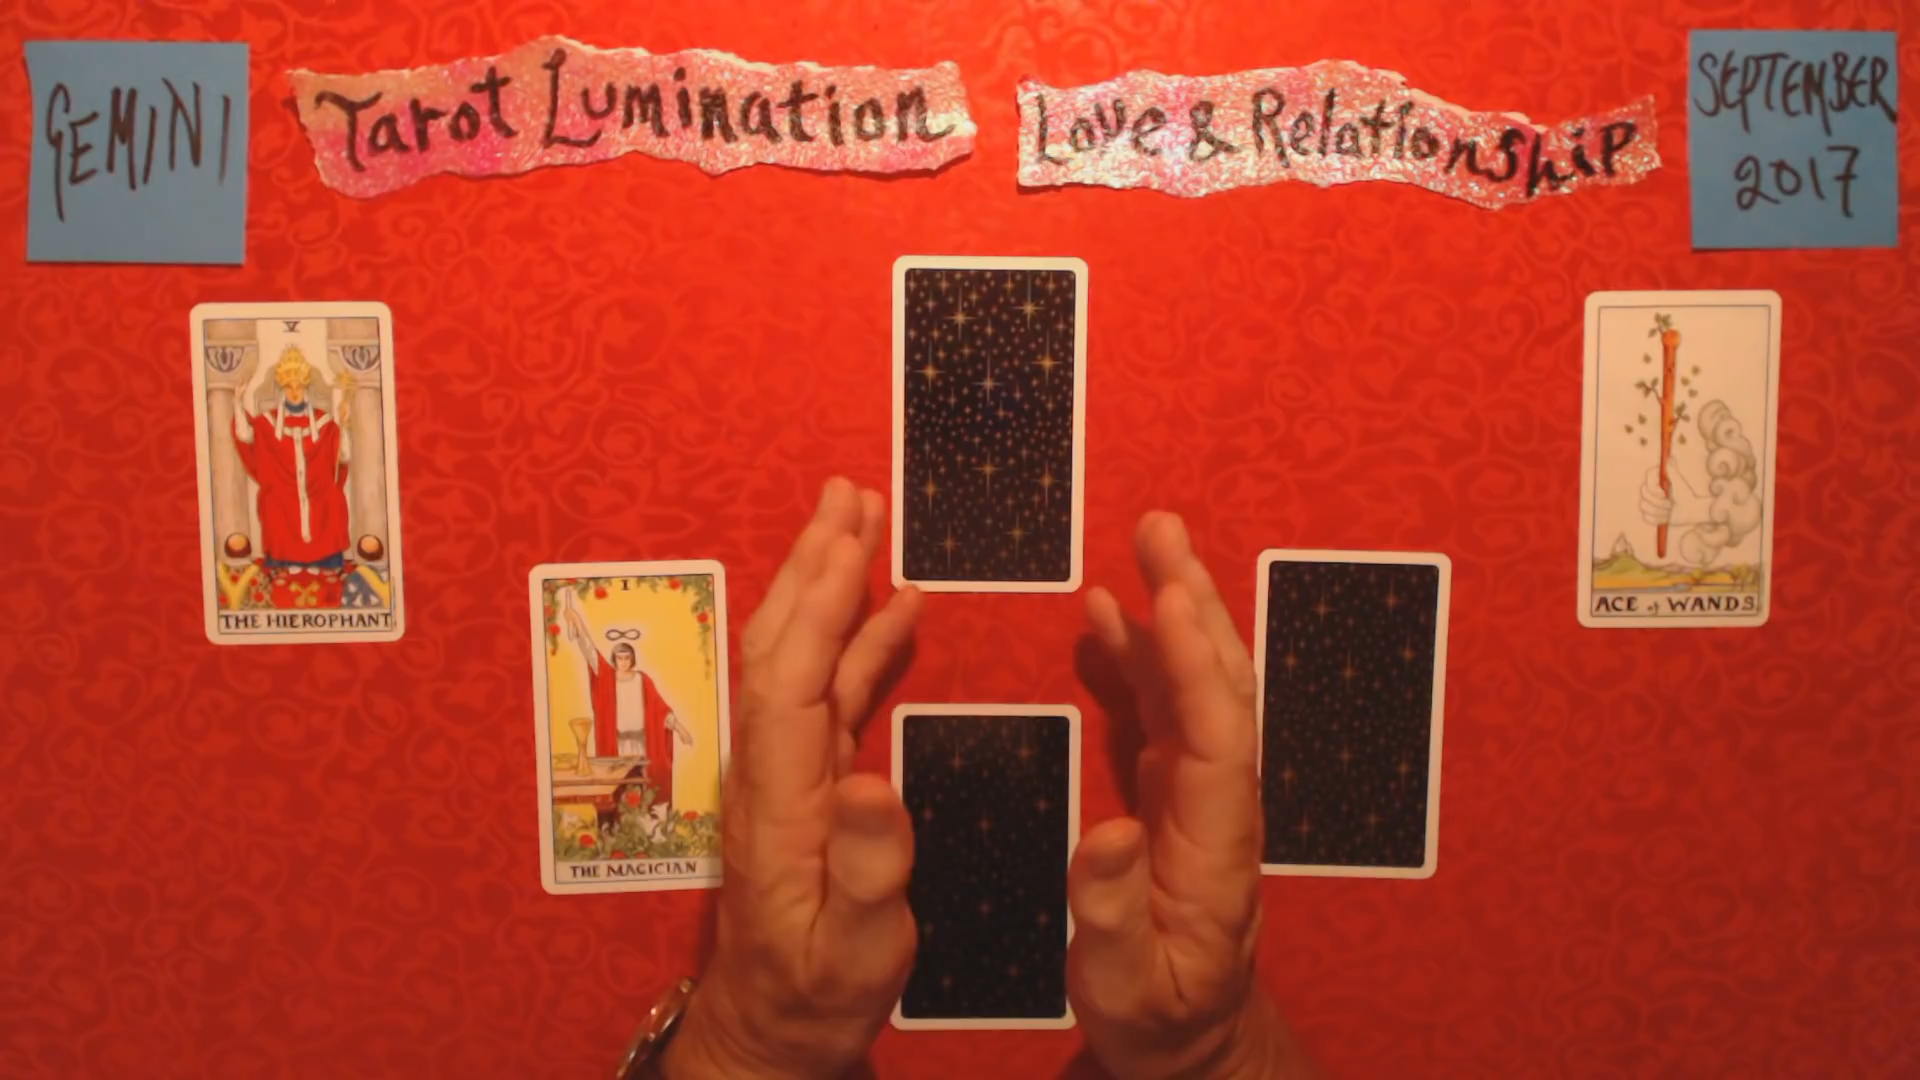 GEMINI
Tarot Lumination
Love & Relationship
SEPTEMBER
2017
V
THE HIEROPHANT.
I
THE MAGICIAN
ACE of WANDS.